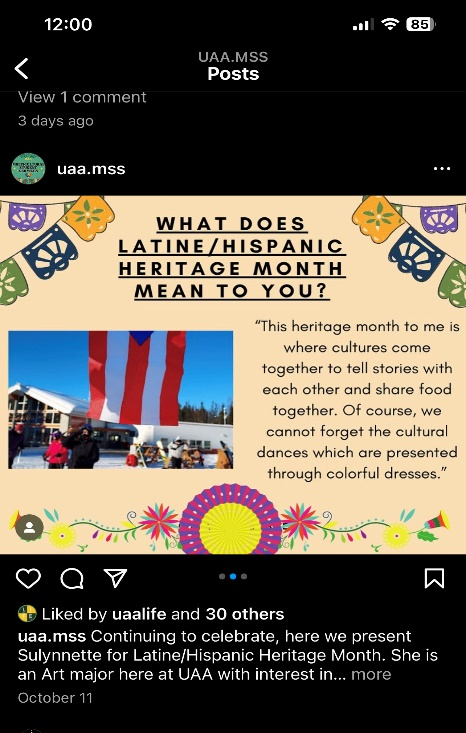 12:00
85
UAA.MSS
Posts
View 1 comment
3 days ago
uaa.mss
WHAT DOES
LATINE/HISPANIC
HERITAGE MONTH
MEAN TO YOU?
“This heritage month to me is
where cultures come
together to tell stories with
each other and share food
together. Of course, we
cannot forget the cultural
dances which are presented
through colorful dresses.”
Liked by uaalife and 30 others
uaa.mss Continuing to celebrate, here we present
Sulynnette for Latine/Hispanic Heritage Month. She is
an Art major here at UAA with interest in... more
October 11